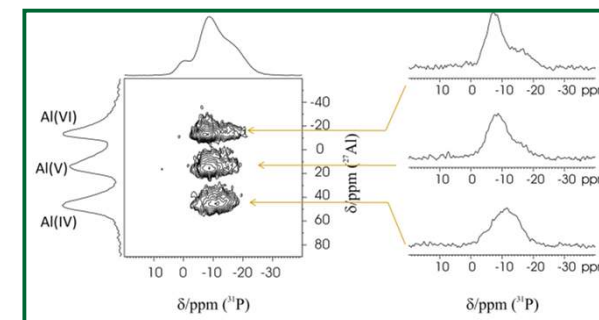 10 0 -10 -20 -30 ppm
-40
Al(VI)
-20
0
Al(V)
20
40
Al(IV)
60
80
δ/ppm (²⁷Al)
10 0 -10 -20 -30
δ/ppm (³¹P)
10 0 -10 -20 -30 ppm
10 0 -10 -20 -30 ppm
δ/ppm (³¹P)